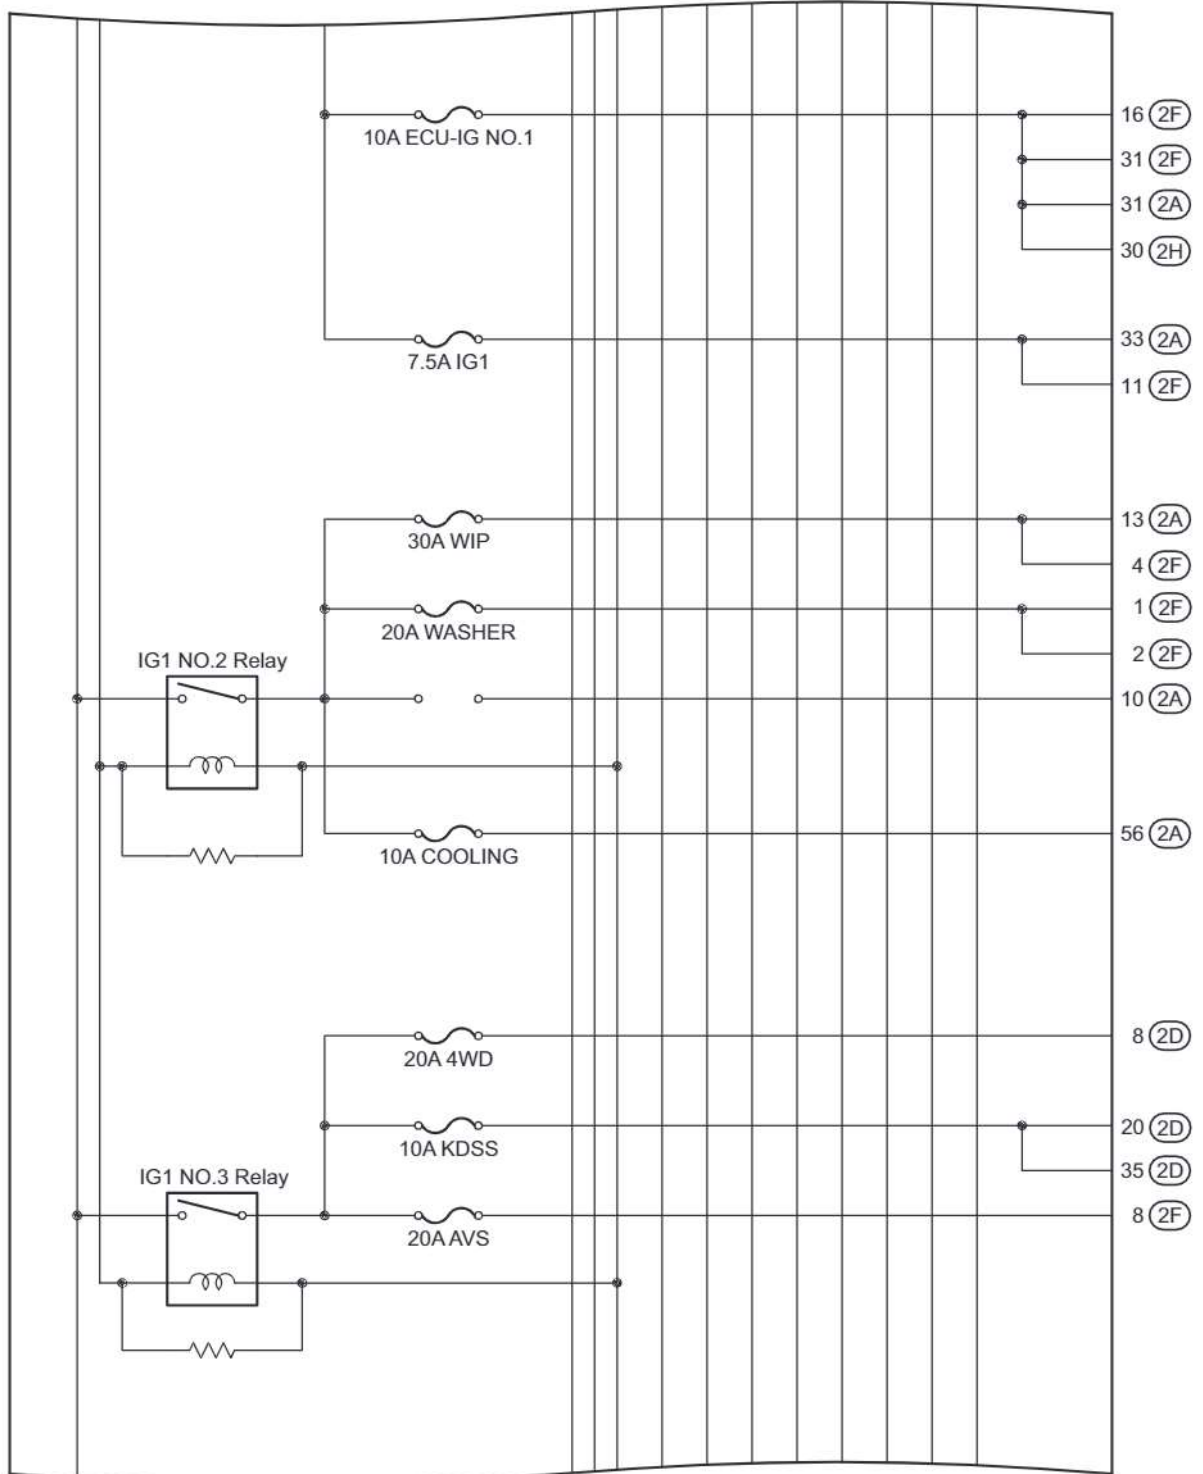 16 2F
10A ECU-IG NO.1
31 2F
31 2A
30 2H
33 2A
7.5A IG1
11 2F
13 2A
30A WIP
4 2F
1 2F
20A WASHER
2 2F
IG1 NO.2 Relay
10 2A
56 2A
10A COOLING
8 2D
20A 4WD
20 2D
10A KDSS
35 2D
IG1 NO.3 Relay
8 2F
20A AVS